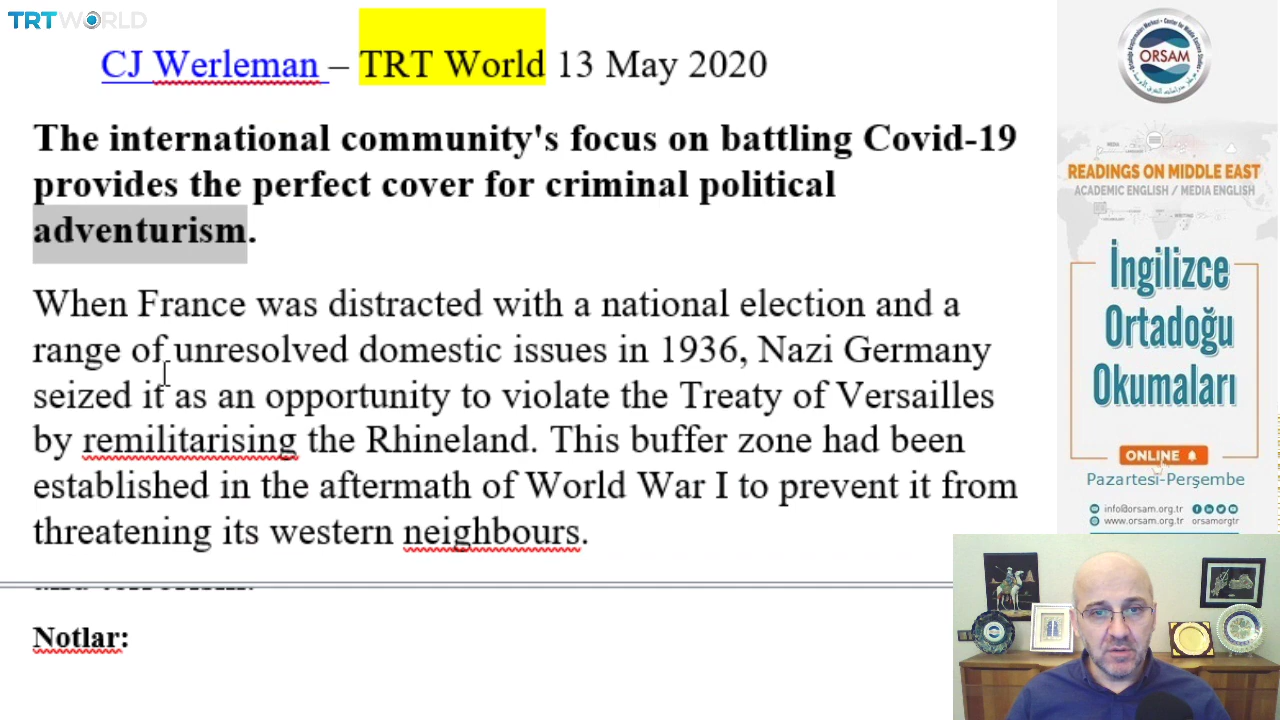 TRT WORLD
CJ Werleman – TRT World 13 May 2020
The international community's focus on battling Covid-19
provides the perfect cover for criminal political
adventurism.
When France was distracted with a national election and a
range of unresolved domestic issues in 1936, Nazi Germany
seized it as an opportunity to violate the Treaty of Versailles
by remilitarising the Rhineland. This buffer zone had been
established in the aftermath of World War I to prevent it from
threatening its western neighbours.
Notlar:
ORSAM
READINGS ON MIDDLE EAST
ACADEMIC ENGLISH / MEDIA ENGLISH
İngilizce
Ortadoğu
Okumaları
ONLINE
Pazartesi-Perşembe
info@orsam.org.tr
www.orsam.org.tr orsamorgtr